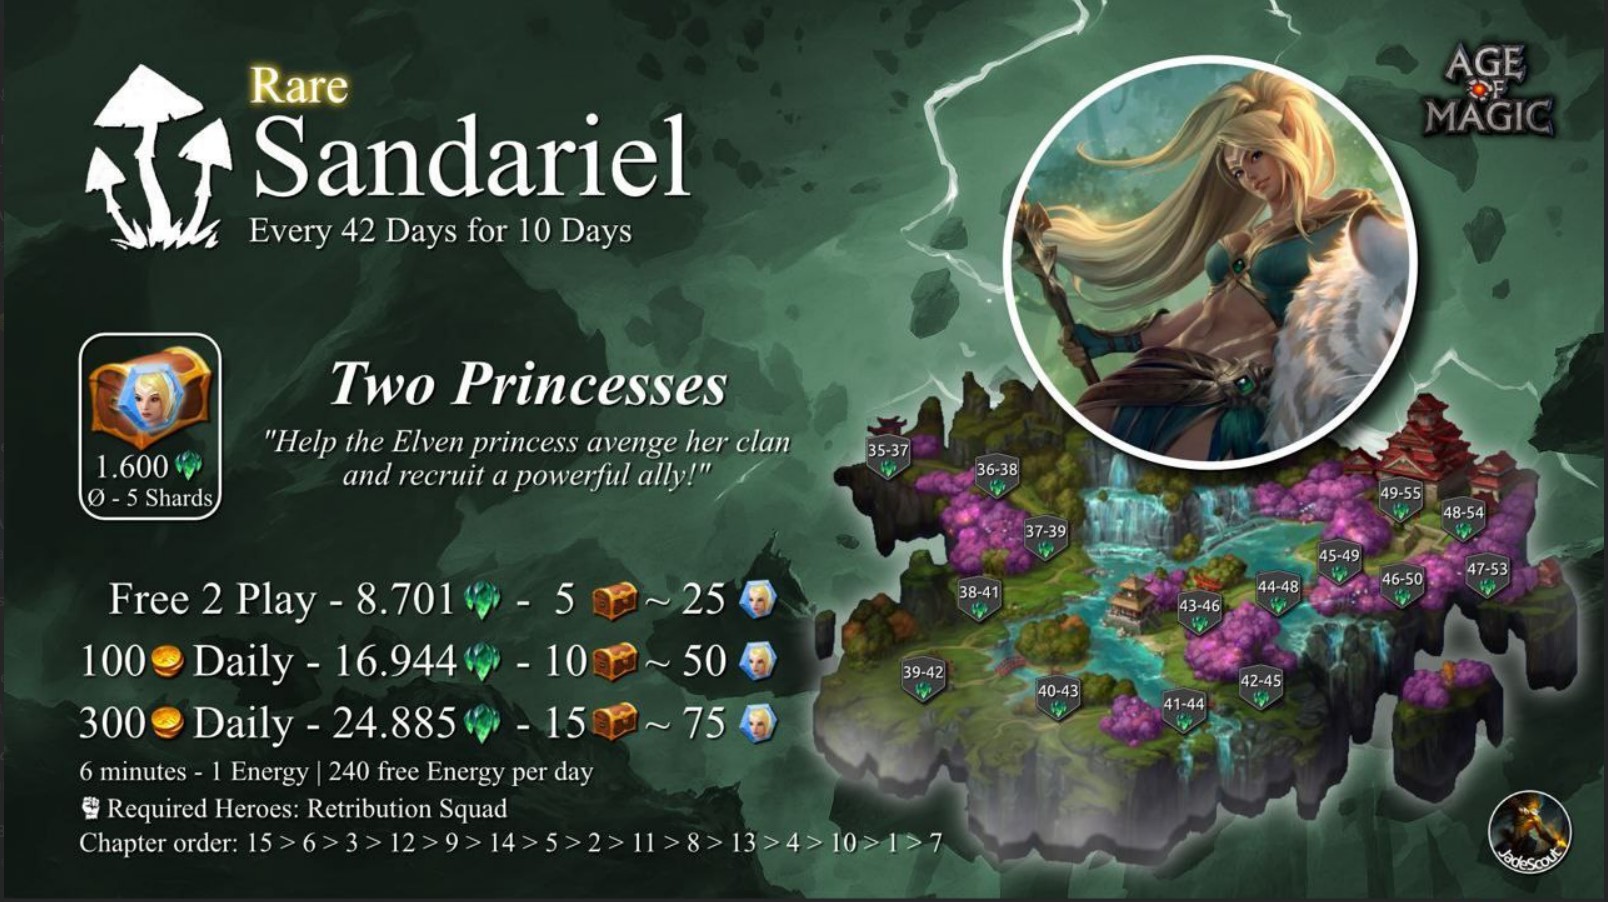 Rare
Sandariel
Every 42 Days for 10 Days
AGE
OF
MAGIC
1.600
Ø - 5 Shards
Two Princesses
"Help the Elven princess avenge her clan
and recruit a powerful ally!"
Free 2 Play - 8.701 - 5 ~ 25
100 Daily - 16.944 - 10 ~ 50
300 Daily - 24.885 - 15 ~ 75
6 minutes - 1 Energy | 240 free Energy per day
Required Heroes: Retribution Squad
Chapter order: 15 > 6 > 3 > 12 > 9 > 14 > 5 > 2 > 11 > 8 > 13 > 4 > 10 > 1 > 7
35-37
36-38
37-39
38-41
39-42
40-43
41-44
42-45
43-46
44-48
45-49
46-50
47-53
48-54
49-55
JadeScout